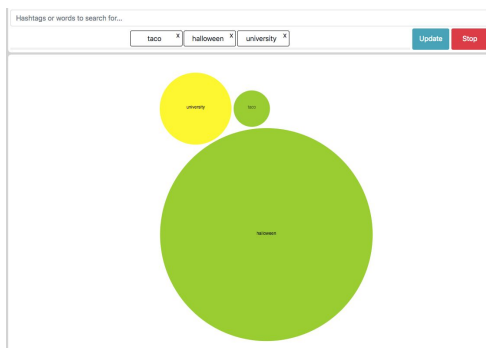 Hashtags or words to search for...
taco x halloween x university x Update Stop
university taco
halloween